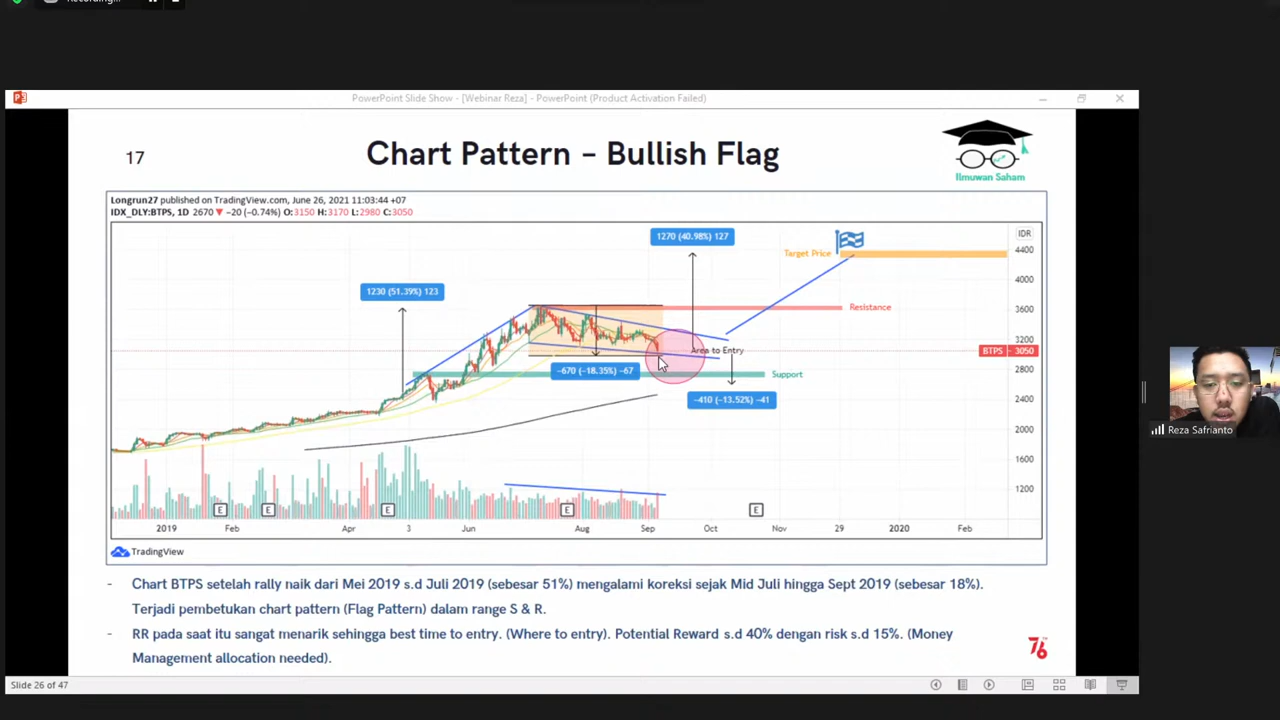 Recording...
PowerPoint Slide Show - [Webinar Reza] - PowerPoint (Product Activation Failed)
17
Chart Pattern – Bullish Flag
Ilmuwan Saham
Longrun27 published on TradingView.com, June 26, 2021 11:03:44 +07
IDX_DLY:BTPS, 1D 2670 ▼ −20 (−0.74%) O:3150 H:3170 L:2980 C:3050
IDR
1270 (40.98%) 127
Target Price
4400
4000
1230 (51.39%) 123
3600
Resistance
3200
Area to Entry
BTPS
3050
−670 (−18.35%) −67
2800
Support
−410 (−13.52%) −41
2400
2000
1600
1200
E
E
E
E
E
2019
Feb
Apr
3
Jun
Aug
Sep
Oct
Nov
29
2020
Feb
TradingView
- Chart BTPS setelah rally naik dari Mei 2019 s.d Juli 2019 (sebesar 51%) mengalami koreksi sejak Mid Juli hingga Sept 2019 (sebesar 18%).
Terjadi pembetukan chart pattern (Flag Pattern) dalam range S & R.
- RR pada saat itu sangat menarik sehingga best time to entry. (Where to entry). Potential Reward s.d 40% dengan risk s.d 15%. (Money
Management allocation needed).
76
Slide 26 of 47
Reza Safrianto